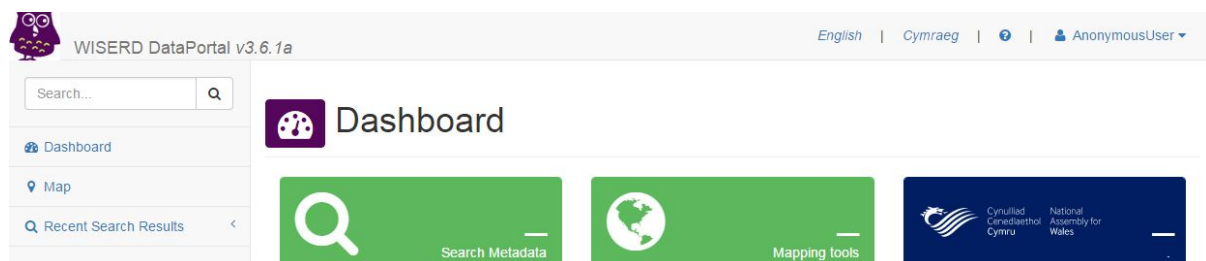 WISERD DataPortal v3.6.1a
English | Cymraeg | | AnonymousUser
Search...
Dashboard
Dashboard
Map
Recent Search Results
Search Metadata
Mapping tools
Cynulliad National
Cenedlaethol Assembly for
Cymru Wales